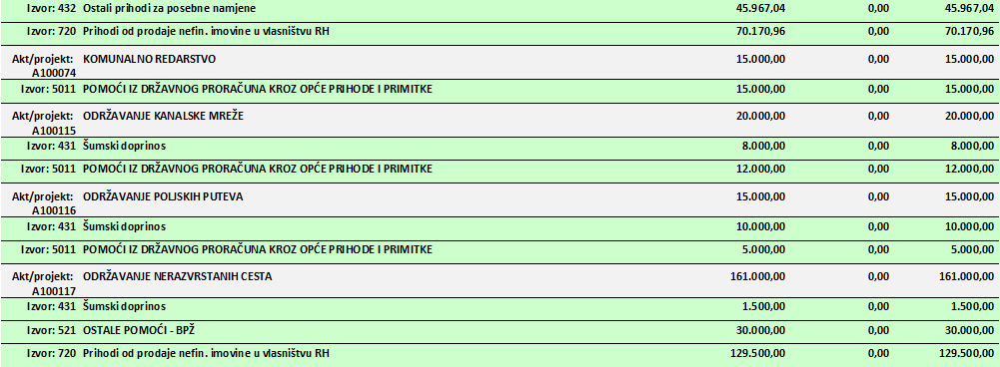 Izvor: 432 Ostali prihodi za posebne namjene 45.967,04 0,00 45.967,04
Izvor: 720 Prihodi od prodaje nefin. imovine u vlasništvu RH 70.170,96 0,00 70.170,96
Akt/projekt: KOMUNALNO REDARSTVO 15.000,00 0,00 15.000,00
A100074
Izvor: 5011 POMOĆI IZ DRŽAVNOG PRORAČUNA KROZ OPĆE PRIHODE I PRIMITKE 15.000,00 0,00 15.000,00
Akt/projekt: ODRŽAVANJE KANALSKE MREŽE 20.000,00 0,00 20.000,00
A100115
Izvor: 431 Šumski doprinos 8.000,00 0,00 8.000,00
Izvor: 5011 POMOĆI IZ DRŽAVNOG PRORAČUNA KROZ OPĆE PRIHODE I PRIMITKE 12.000,00 0,00 12.000,00
Akt/projekt: ODRŽAVANJE POLJSKIH PUTEVA 15.000,00 0,00 15.000,00
A100116
Izvor: 431 Šumski doprinos 10.000,00 0,00 10.000,00
Izvor: 5011 POMOĆI IZ DRŽAVNOG PRORAČUNA KROZ OPĆE PRIHODE I PRIMITKE 5.000,00 0,00 5.000,00
Akt/projekt: ODRŽAVANJE NERAZVRSTANIH CESTA 161.000,00 0,00 161.000,00
A100117
Izvor: 431 Šumski doprinos 1.500,00 0,00 1.500,00
Izvor: 521 OSTALE POMOĆI - BPŽ 30.000,00 0,00 30.000,00
Izvor: 720 Prihodi od prodaje nefin. imovine u vlasništvu RH 129.500,00 0,00 129.500,00